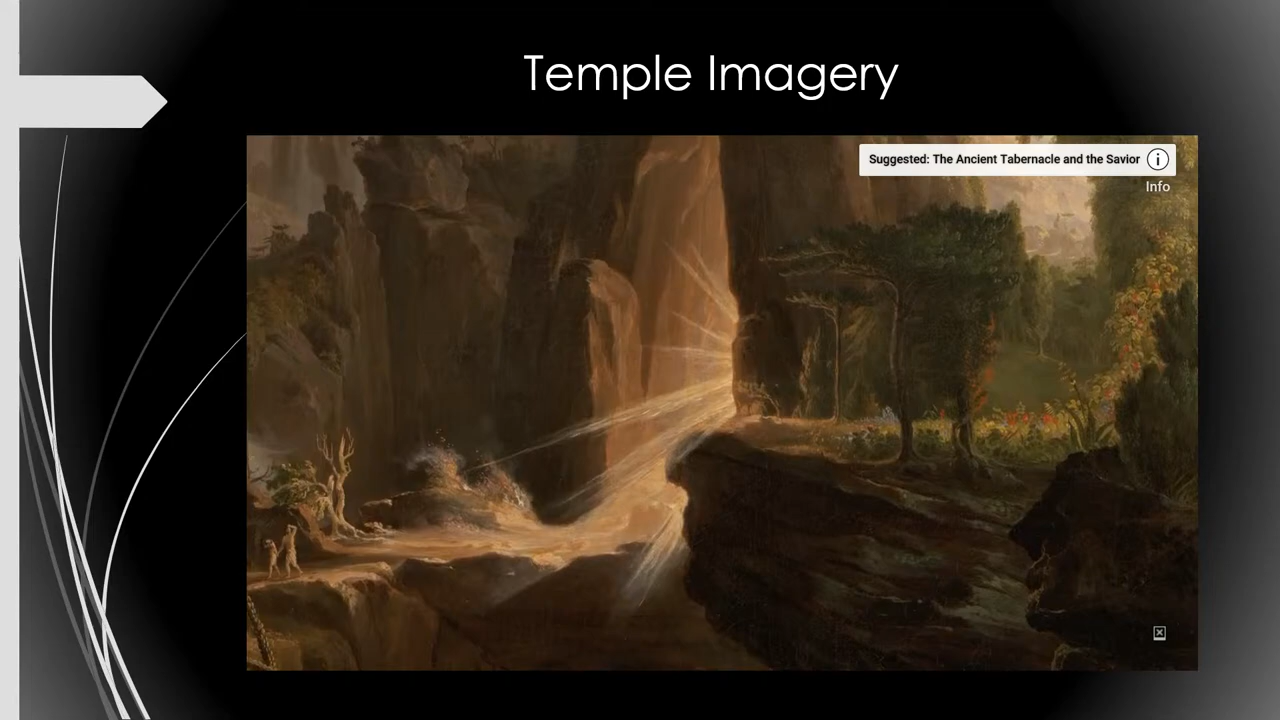 Temple Imagery
Suggested: The Ancient Tabernacle and the Savior
Info